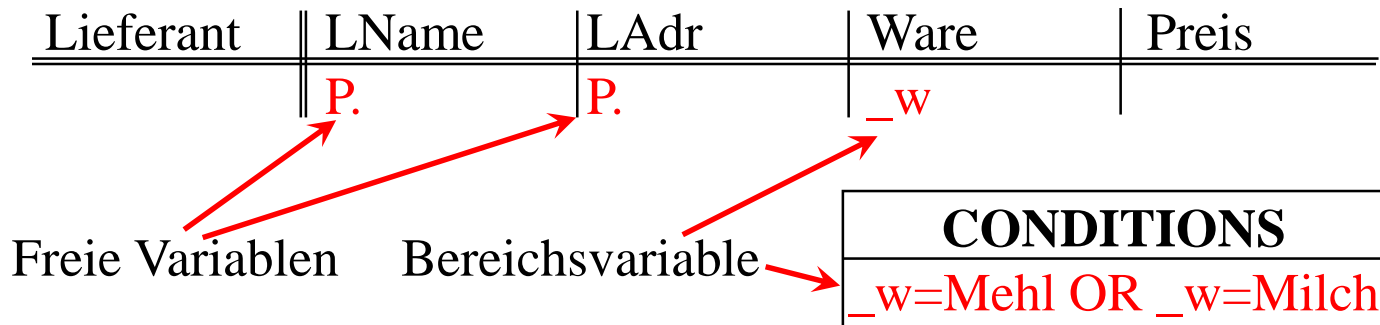 Lieferant LName LAdr Ware Preis
P. P. _w
CONDITIONS
Freie Variablen Bereichsvariable
_w=Mehl OR _w=Milch